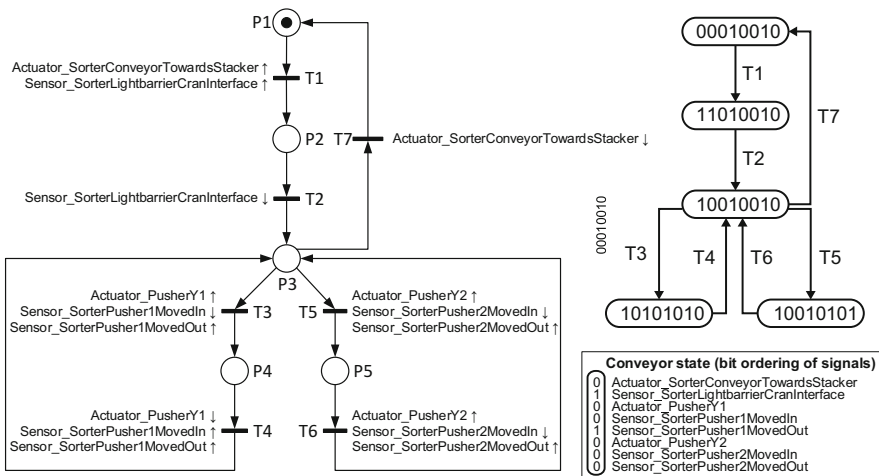 P1
Actuator_SorterConveyorTowardsStacker ↑
Sensor_SorterLightbarrierCranInterface ↑
T1
P2
T7
Actuator_SorterConveyorTowardsStacker ↓
Sensor_SorterLightbarrierCranInterface ↓
T2
P3
Actuator_PusherY1 ↑
Sensor_SorterPusher1MovedIn ↓
Sensor_SorterPusher1MovedOut ↑
T3
T5
Actuator_PusherY2 ↑
Sensor_SorterPusher2MovedIn ↓
Sensor_SorterPusher2MovedOut ↑
P4
P5
Actuator_PusherY1 ↓
Sensor_SorterPusher1MovedIn ↑
Sensor_SorterPusher1MovedOut ↑
T4
T6
Actuator_PusherY2 ↑
Sensor_SorterPusher2MovedIn ↓
Sensor_SorterPusher2MovedOut ↑
00010010
T1
11010010
T7
T2
10010010
00010010
T3
T4
T6
T5
10101010
10010101
Conveyor state (bit ordering of signals)
0 Actuator_SorterConveyorTowardsStacker
1 Sensor_SorterLightbarrierCranInterface
0 Actuator_PusherY1
0 Sensor_SorterPusher1MovedIn
1 Sensor_SorterPusher1MovedOut
0 Actuator_PusherY2
0 Sensor_SorterPusher2MovedIn
0 Sensor_SorterPusher2MovedOut